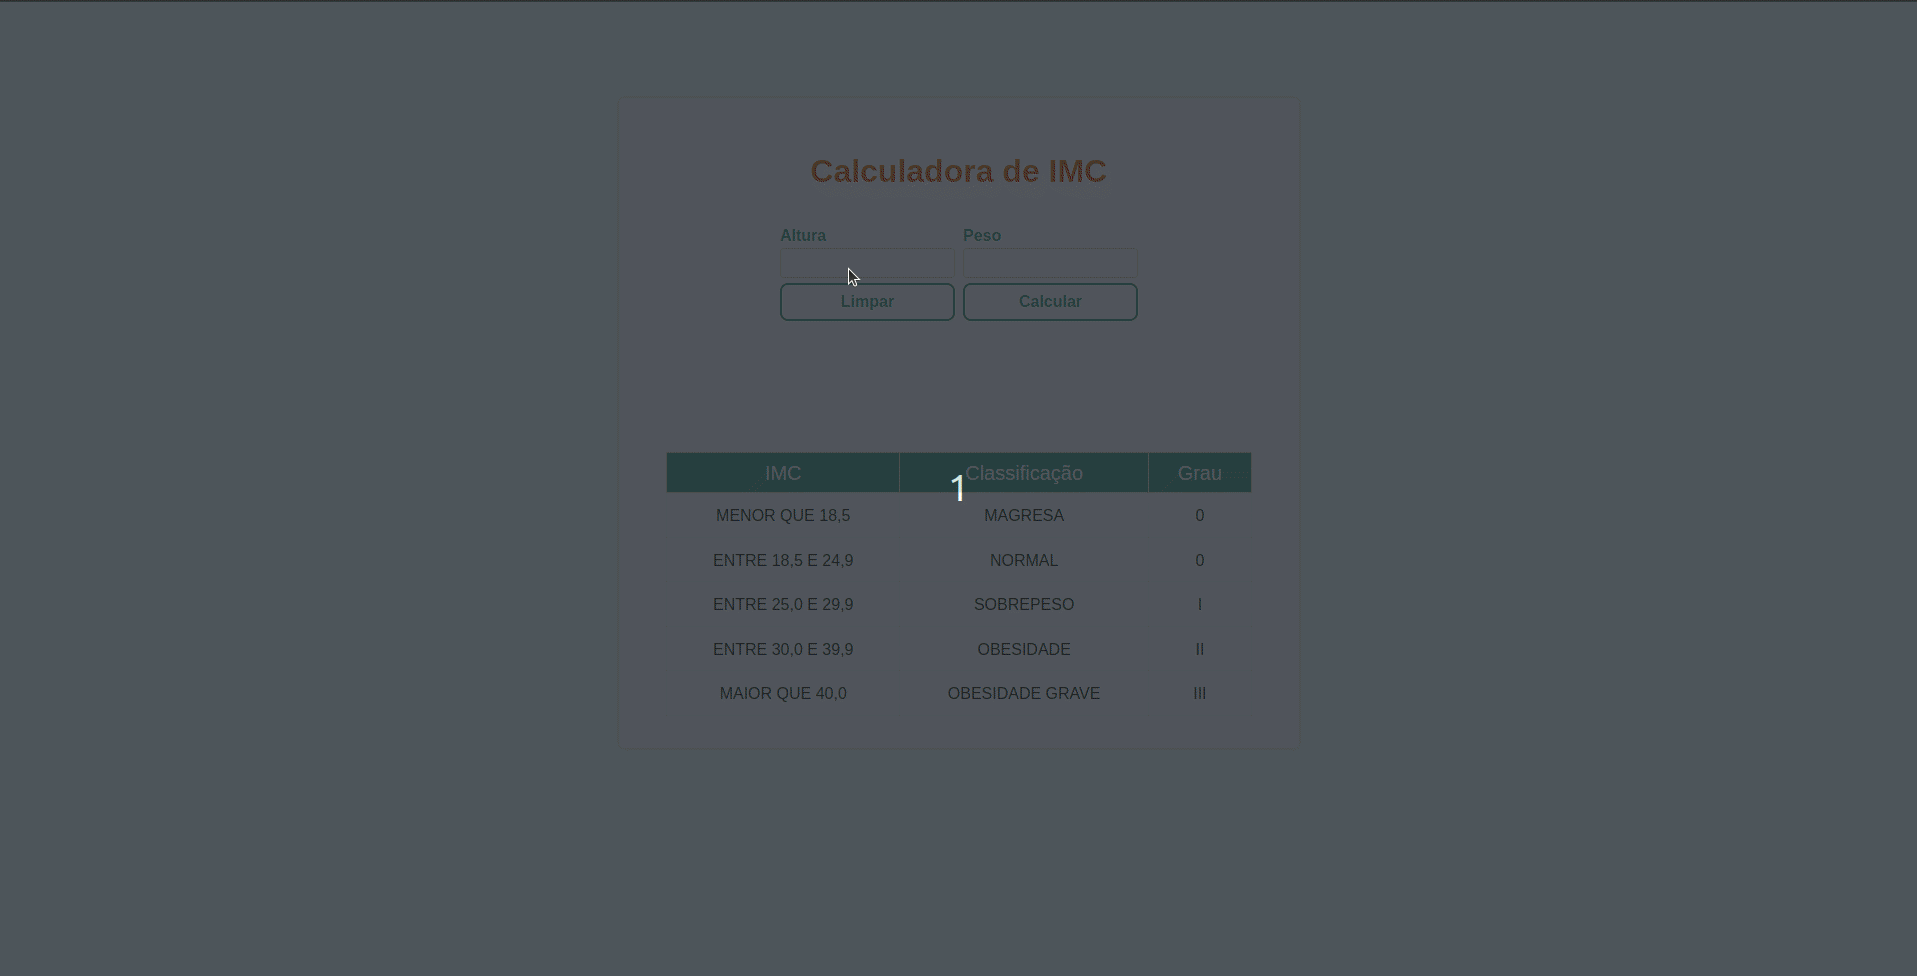 Calculadora de IMC
Altura Peso
Limpar Calcular
IMC Classificação Grau
1
MENOR QUE 18,5 MAGRESA 0
ENTRE 18,5 E 24,9 NORMAL 0
ENTRE 25,0 E 29,9 SOBREPESO I
ENTRE 30,0 E 39,9 OBESIDADE II
MAIOR QUE 40,0 OBESIDADE GRAVE III